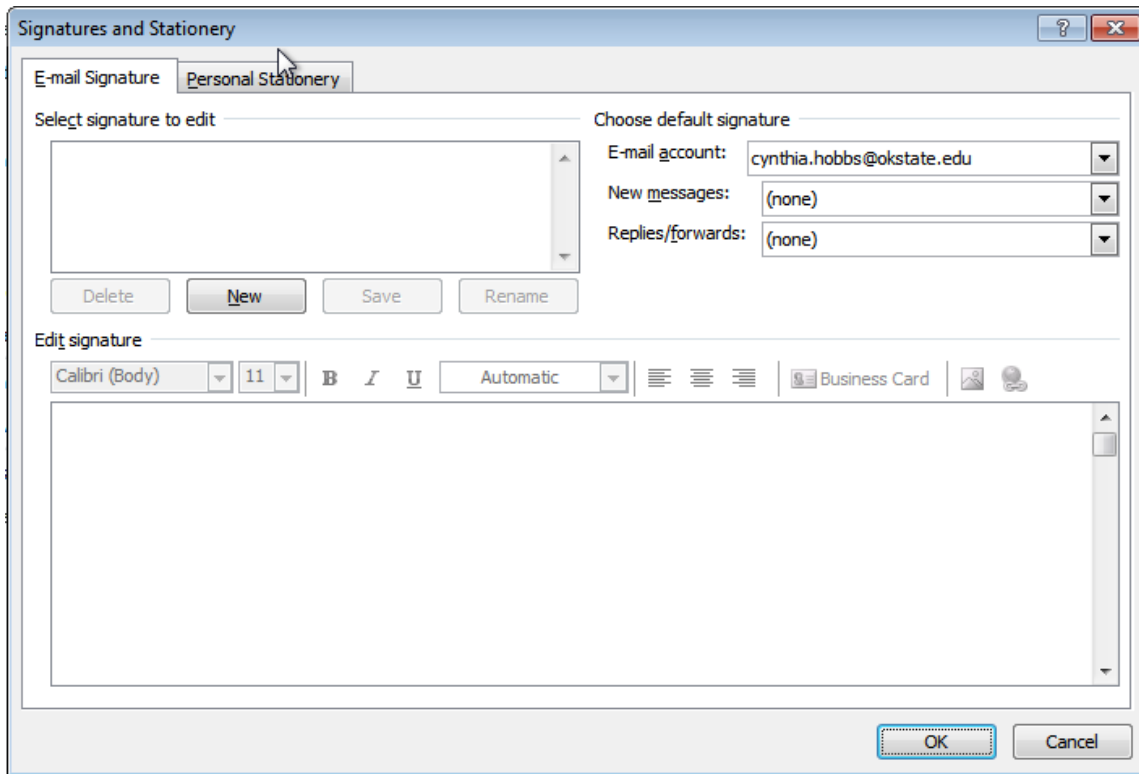 Signatures and Stationery
E-mail Signature
Personal Stationery
Select signature to edit
Choose default signature
E-mail account: cynthia.hobbs@okstate.edu
New messages: (none)
Replies/forwards: (none)
Delete New Save Rename
Edit signature
Calibri (Body) 11 B I U Automatic Business Card
OK Cancel